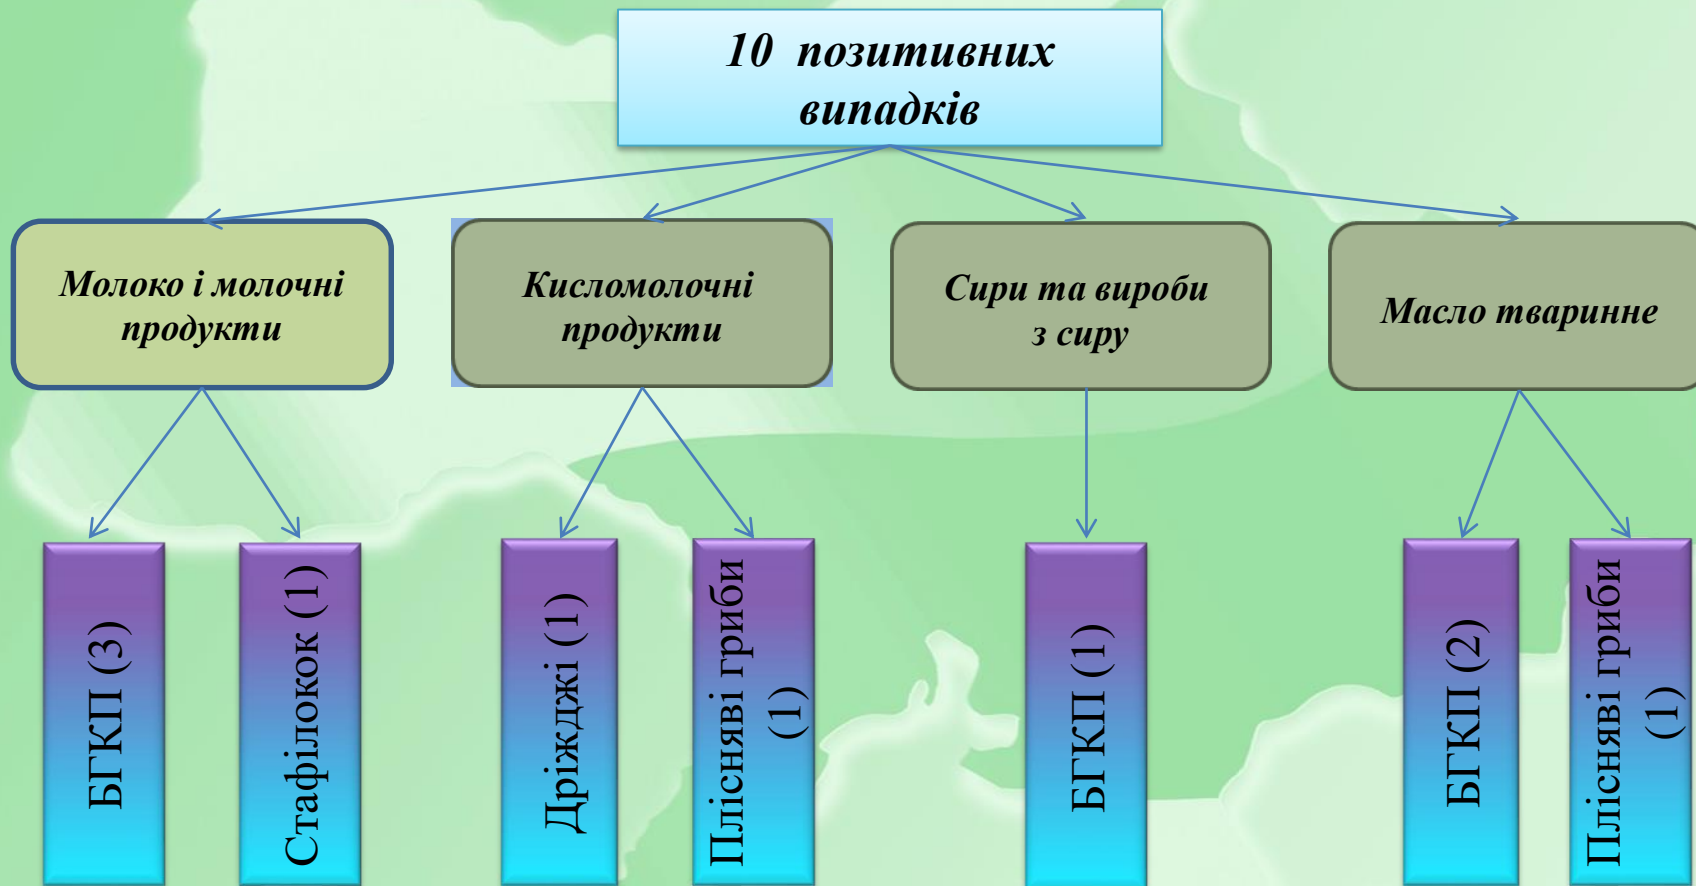 10 позитивних
випадків
Молоко і молочні
продукти
Кисломолочні
продукти
Сири та вироби
з сиру
Масло тваринне
БГКП (3)
Стафілокок (1)
Дріжджі (1)
Плісняві гриби
(1)
БГКП (1)
БГКП (2)
Плісняві гриби
(1)